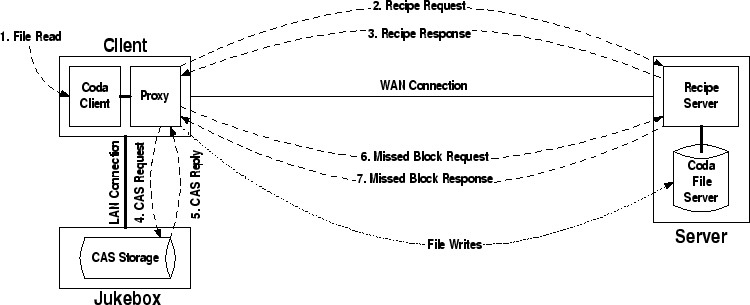 2. Recipe Request
1. File Read
Client
3. Recipe Response
Coda
Client
Proxy
WAN Connection
Recipe
Server
LAN Connection
4. CAS Request
5. CAS Reply
6. Missed Block Request
7. Missed Block Response
Coda
File
Server
File Writes
Server
CAS Storage
Jukebox